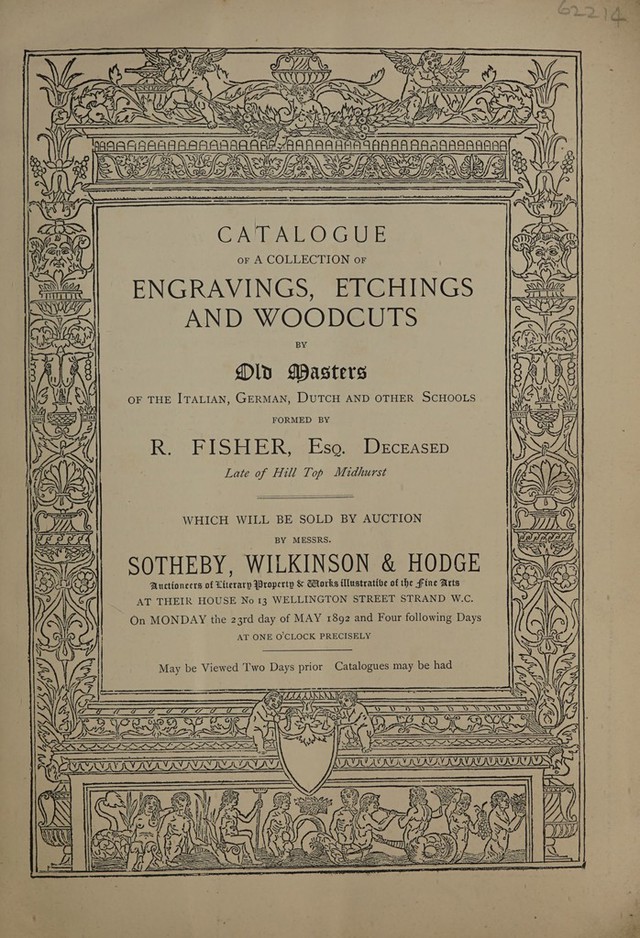 62214
CATALOGUE
OF A COLLECTION OF
ENGRAVINGS, ETCHINGS
AND WOODCUTS
BY
Old Masters
OF THE ITALIAN, GERMAN, DUTCH AND OTHER SCHOOLS
FORMED BY
R. FISHER, ESQ. DECEASED
Late of Hill Top Midhurst
WHICH WILL BE SOLD BY AUCTION
BY MESSRS.
SOTHEBY, WILKINSON & HODGE
Auctioneers of Literary Property & Works illustrative of the Fine Arts
AT THEIR HOUSE No 13 WELLINGTON STREET STRAND W.C.
On MONDAY the 23rd day of MAY 1892 and Four following Days
AT ONE O'CLOCK PRECISELY
May be Viewed Two Days prior Catalogues may be had